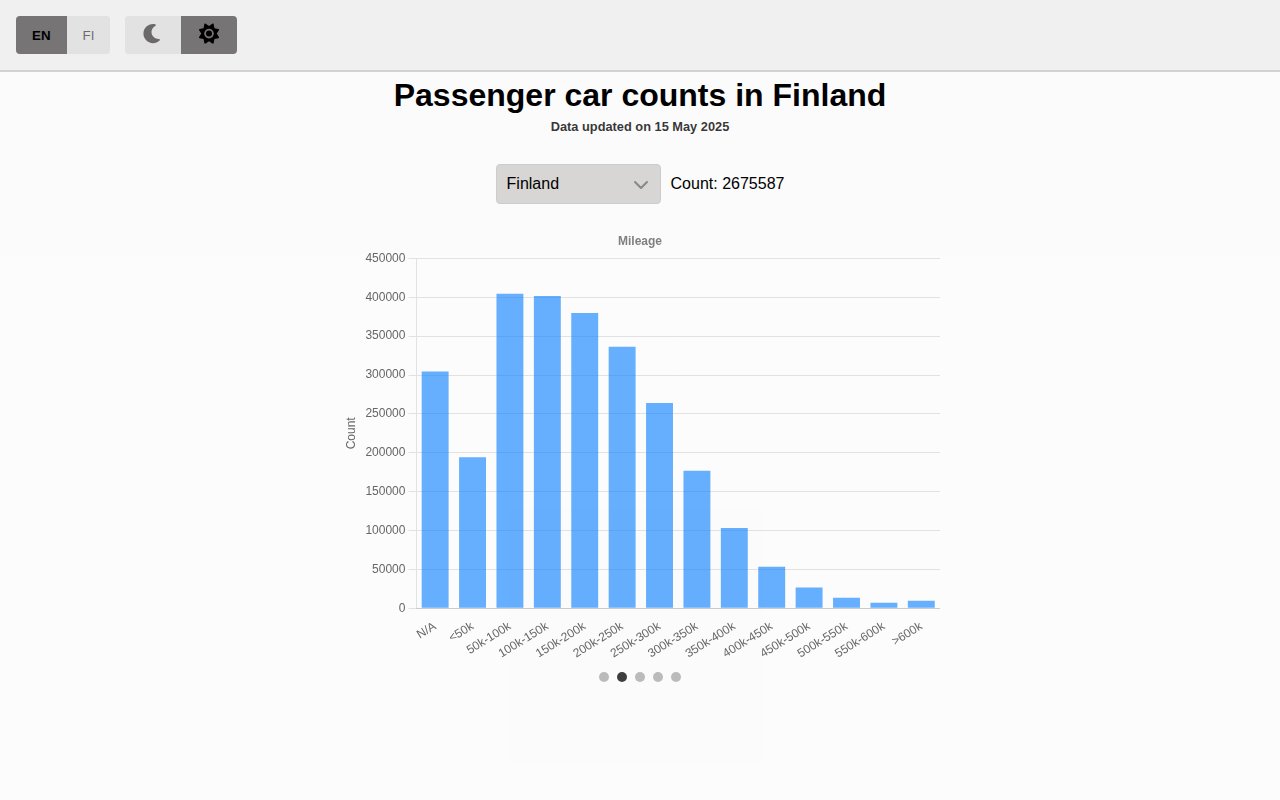 EN FI
Passenger car counts in Finland
Data updated on 15 May 2025
Finland Count: 2675587
Mileage
450000
400000
350000
300000
250000
200000
150000
100000
50000
0
Count
N/A <50k 50k-100k 100k-150k 150k-200k 200k-250k 250k-300k 300k-350k 350k-400k 400k-450k 450k-500k 500k-550k 550k-600k >600k